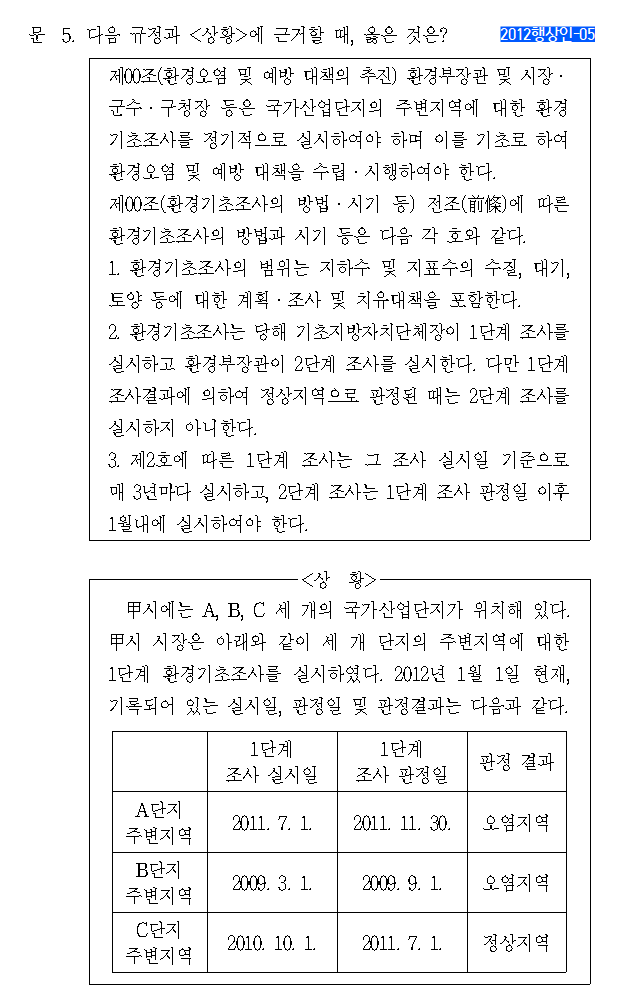 문 5. 다음 규정과 <상황>에 근거할 때, 옳은 것은?
2012행상인-05
제00조(환경오염 및 예방 대책의 추진) 환경부장관 및 시장·
군수·구청장 등은 국가산업단지의 주변지역에 대한 환경
기초조사를 정기적으로 실시하여야 하며 이를 기초로 하여
환경오염 및 예방 대책을 수립·시행하여야 한다.
제00조(환경기초조사의 방법·시기 등) 전조(前條)에 따른
환경기초조사의 방법과 시기 등은 다음 각 호와 같다.
1. 환경기초조사의 범위는 지하수 및 지표수의 수질, 대기,
토양 등에 대한 계획·조사 및 치유대책을 포함한다.
2. 환경기초조사는 당해 기초지방자치단체장이 1단계 조사를
실시하고 환경부장관이 2단계 조사를 실시한다. 다만 1단계
조사결과에 의하여 정상지역으로 판정된 때는 2단계 조사를
실시하지 아니한다.
3. 제2호에 따른 1단계 조사는 그 조사 실시일 기준으로
매 3년마다 실시하고, 2단계 조사는 1단계 조사 판정일 이후
1월내에 실시하여야 한다.
<상 황>
甲시에는 A, B, C 세 개의 국가산업단지가 위치해 있다.
甲시 시장은 아래와 같이 세 개 단지의 주변지역에 대한
1단계 환경기초조사를 실시하였다. 2012년 1월 1일 현재,
기록되어 있는 실시일, 판정일 및 판정결과는 다음과 같다.
1단계
조사 실시일
1단계
조사 판정일
판정 결과
A단지
주변지역
2011. 7. 1.
2011. 11. 30.
오염지역
B단지
주변지역
2009. 3. 1.
2009. 9. 1.
오염지역
C단지
주변지역
2010. 10. 1.
2011. 7. 1.
정상지역